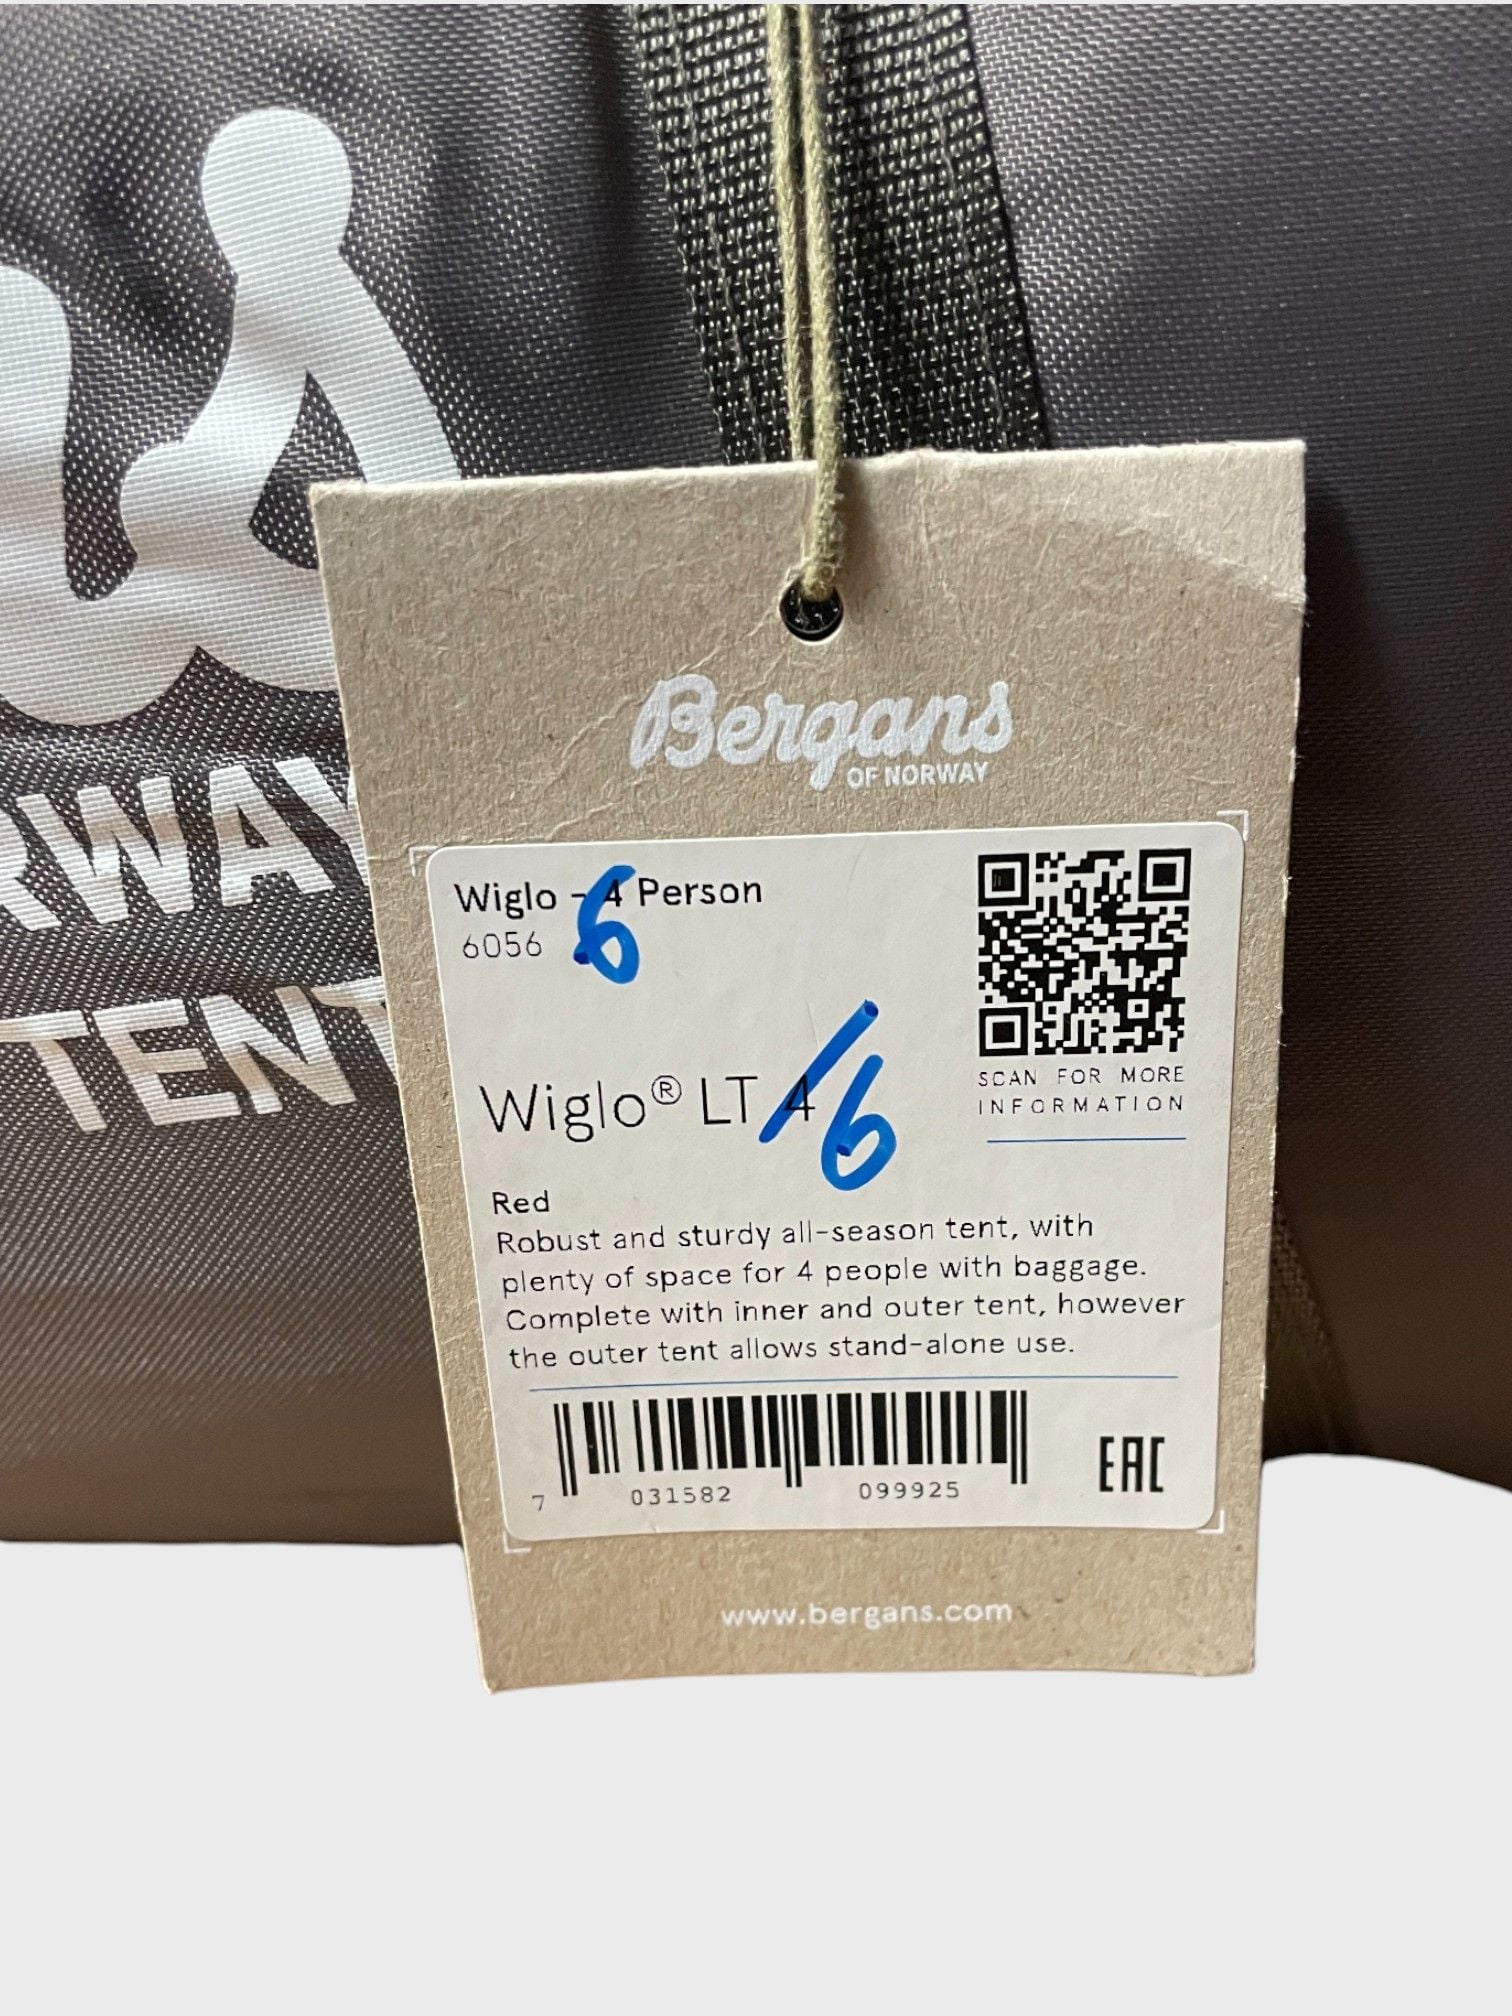 RWAY
TENT
Bergans
OF NORWAY
Wiglo - 4 Person
6
6056
Wiglo® LT 4
/6
SCAN FOR MORE
INFORMATION
Red
Robust and sturdy all-season tent, with
plenty of space for 4 people with baggage.
Complete with inner and outer tent, however
the outer tent allows stand-alone use.
7 031582 099925
EAC
www.bergans.com